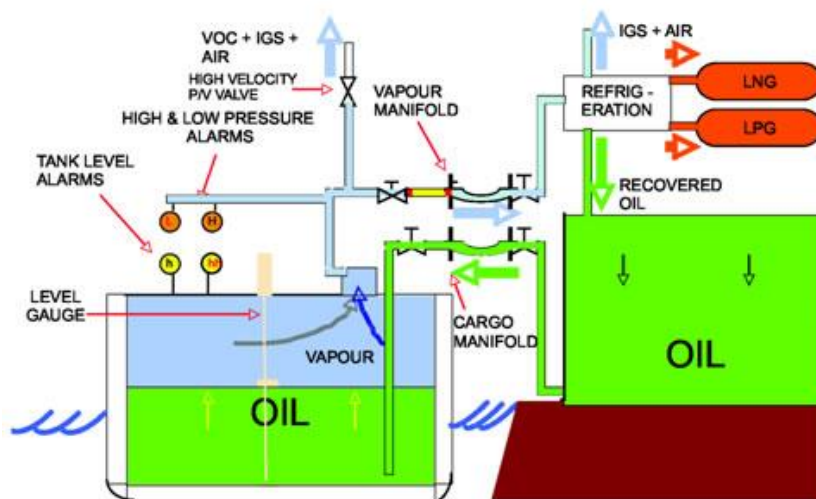 VOC + IGS +
AIR
HIGH VELOCITY
P/V VALVE
HIGH & LOW PRESSURE
ALARMS
TANK LEVEL
ALARMS
L
H
h
hh
LEVEL
GAUGE
VAPOUR
OIL
VAPOUR
MANIFOLD
CARGO
MANIFOLD
IGS + AIR
REFRIG -
ERATION
LNG
LPG
RECOVERED
OIL
OIL